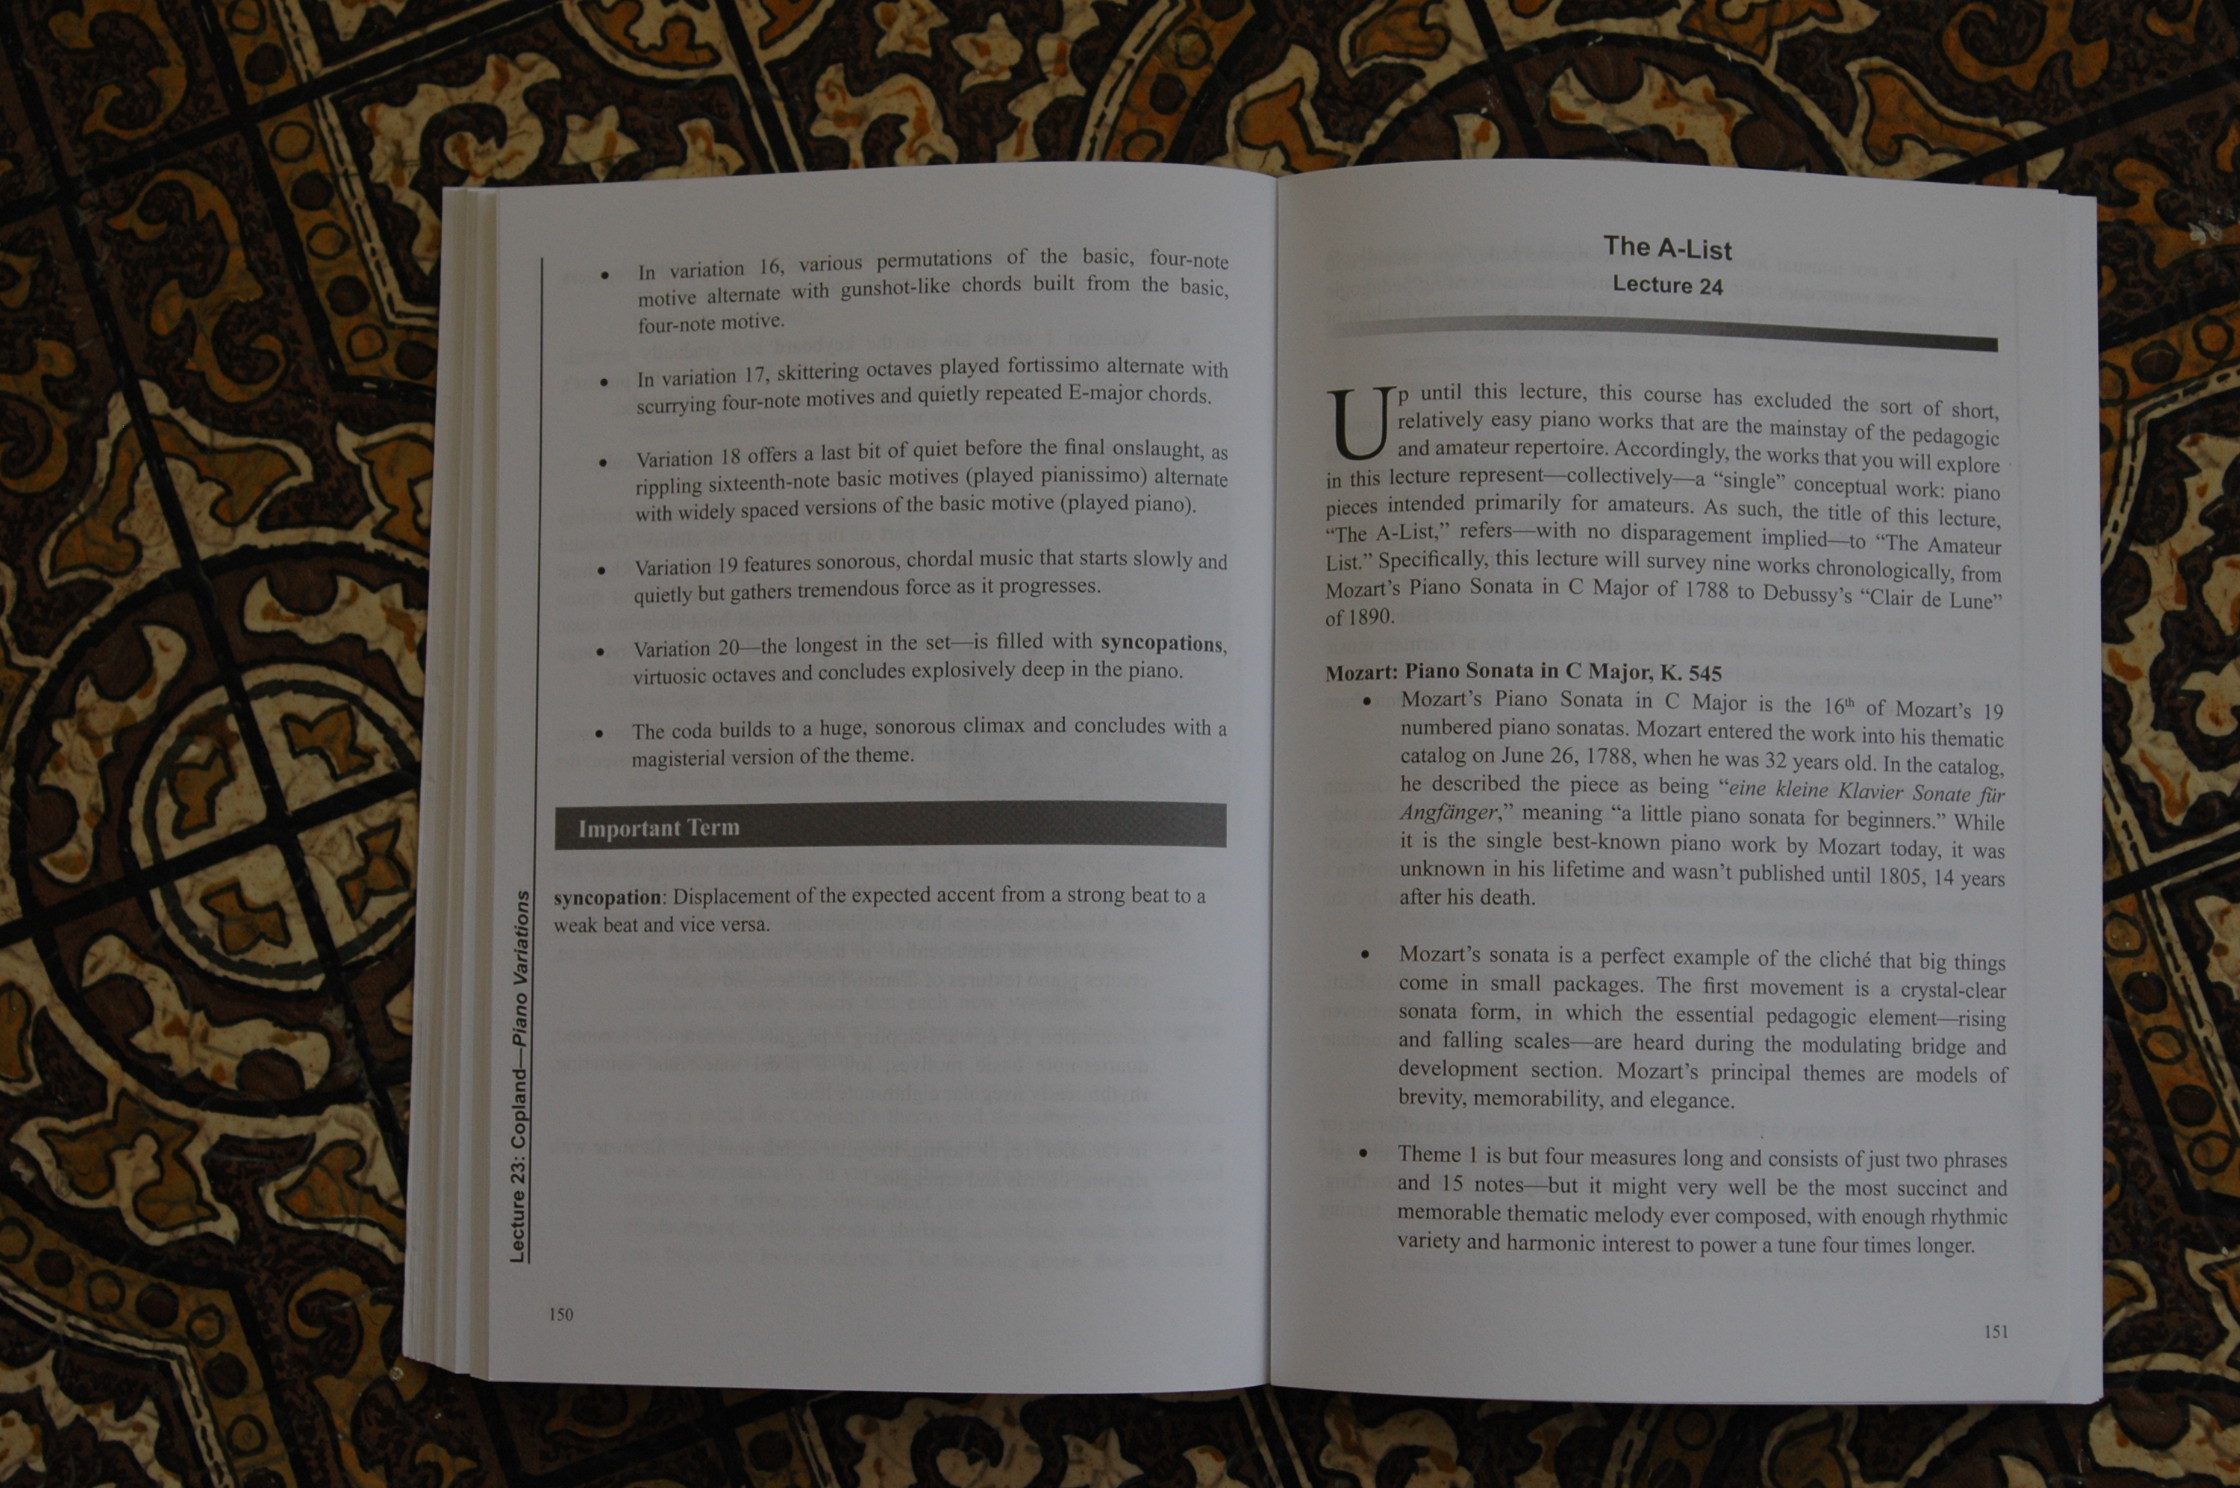 Lecture 23: Copland—Piano Variations
• In variation 16, various permutations of the basic, four-note
motive alternate with gunshot-like chords built from the basic,
four-note motive.
• In variation 17, skittering octaves played fortissimo alternate with
scurrying four-note motives and quietly repeated E-major chords.
• Variation 18 offers a last bit of quiet before the final onslaught, as
rippling sixteenth-note basic motives (played pianissimo) alternate
with widely spaced versions of the basic motive (played piano).
• Variation 19 features sonorous, chordal music that starts slowly and
quietly but gathers tremendous force as it progresses.
• Variation 20—the longest in the set—is filled with syncopations,
virtuosic octaves and concludes explosively deep in the piano.
• The coda builds to a huge, sonorous climax and concludes with a
magisterial version of the theme.
Important Term
syncopation: Displacement of the expected accent from a strong beat to a
weak beat and vice versa.
150
The A-List
Lecture 24
Up until this lecture, this course has excluded the sort of short,
relatively easy piano works that are the mainstay of the pedagogic
and amateur repertoire. Accordingly, the works that you will explore
in this lecture represent—collectively—a “single” conceptual work: piano
pieces intended primarily for amateurs. As such, the title of this lecture,
“The A-List,” refers—with no disparagement implied—to “The Amateur
List.” Specifically, this lecture will survey nine works chronologically, from
Mozart’s Piano Sonata in C Major of 1788 to Debussy’s “Clair de Lune”
of 1890.
Mozart: Piano Sonata in C Major, K. 545
• Mozart’s Piano Sonata in C Major is the 16th of Mozart’s 19
numbered piano sonatas. Mozart entered the work into his thematic
catalog on June 26, 1788, when he was 32 years old. In the catalog,
he described the piece as being “eine kleine Klavier Sonate für
Angfänger,” meaning “a little piano sonata for beginners.” While
it is the single best-known piano work by Mozart today, it was
unknown in his lifetime and wasn’t published until 1805, 14 years
after his death.
• Mozart’s sonata is a perfect example of the cliché that big things
come in small packages. The first movement is a crystal-clear
sonata form, in which the essential pedagogic element—rising
and falling scales—are heard during the modulating bridge and
development section. Mozart’s principal themes are models of
brevity, memorability, and elegance.
• Theme 1 is but four measures long and consists of just two phrases
and 15 notes—but it might very well be the most succinct and
memorable thematic melody ever composed, with enough rhythmic
variety and harmonic interest to power a tune four times longer.
151